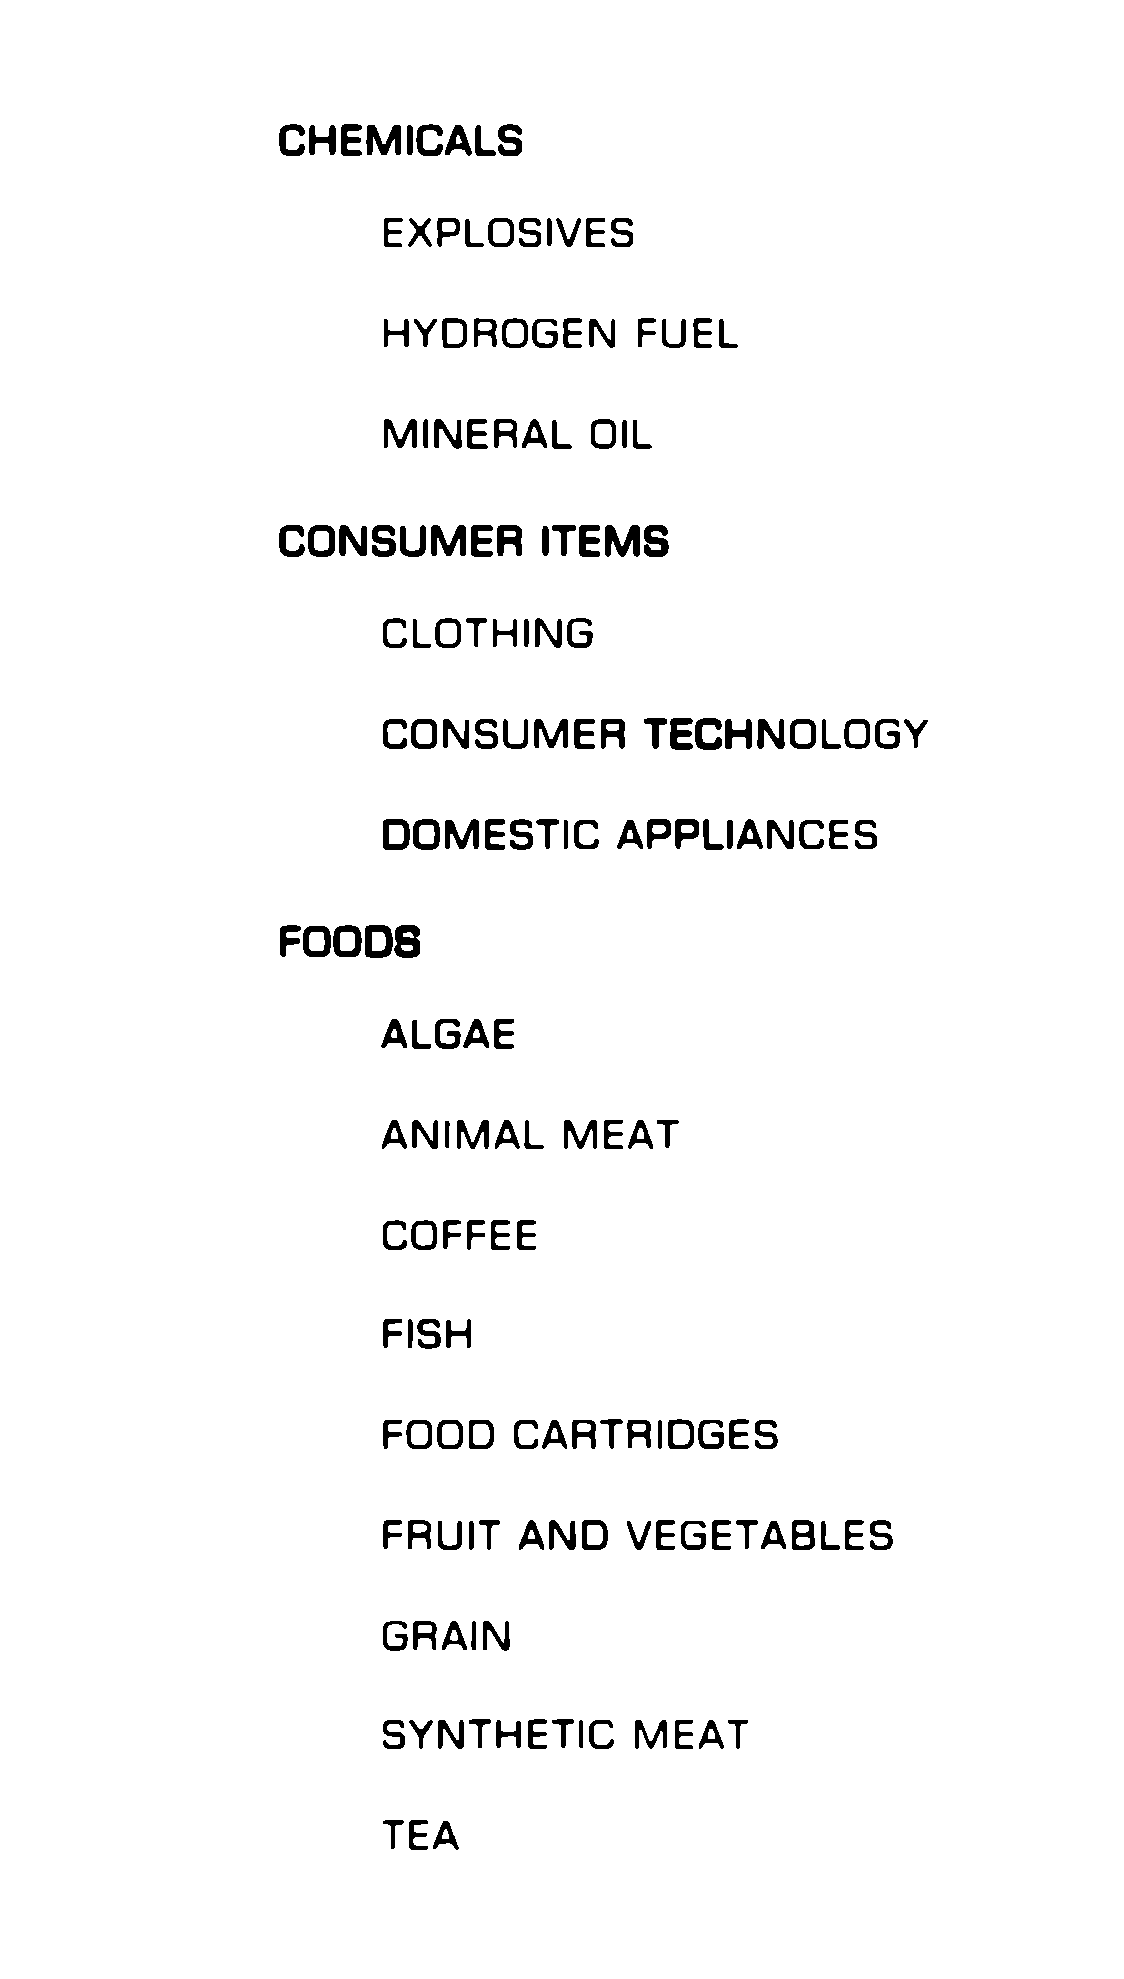 CHEMICALS
EXPLOSIVES
HYDROGEN FUEL
MINERAL OIL
CONSUMER ITEMS
CLOTHING
CONSUMER TECHNOLOGY
DOMESTIC APPLIANCES
FOODS
ALGAE
ANIMAL MEAT
COFFEE
FISH
FOOD CARTRIDGES
FRUIT AND VEGETABLES
GRAIN
SYNTHETIC MEAT
TEA